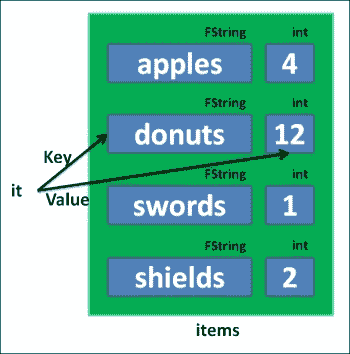 FString int
apples 4
FString int
donuts 12
Key
it
Value
FString int
swords 1
FString int
shields 2
items